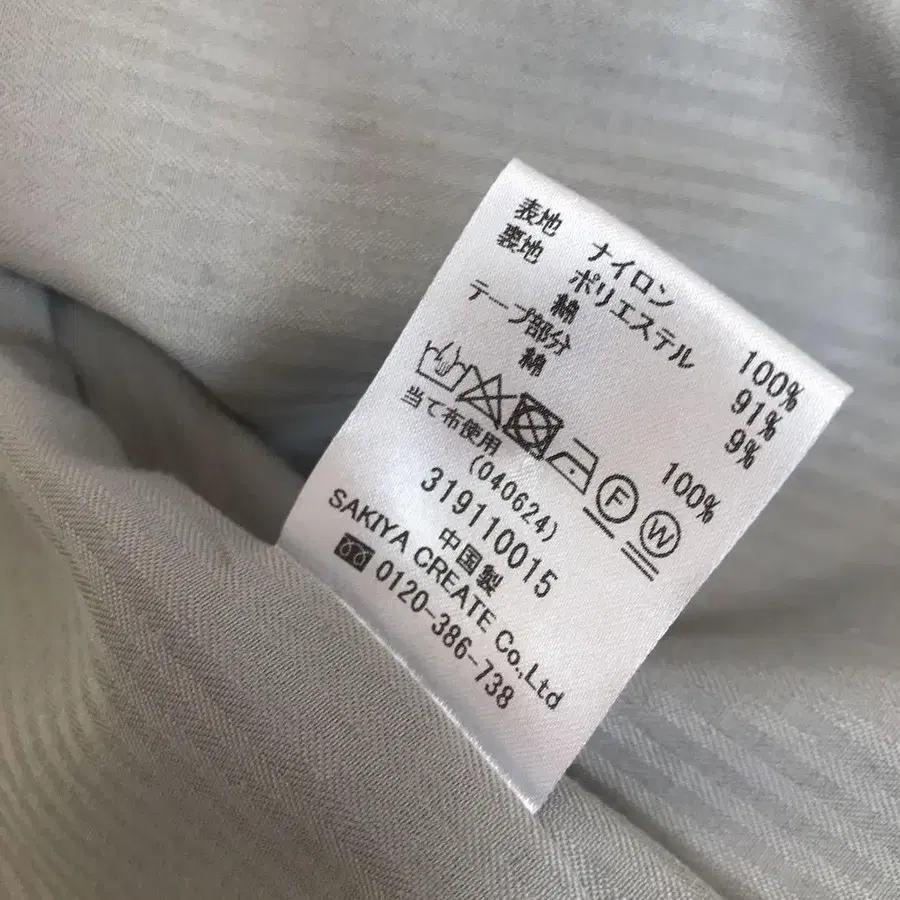 表地 ナイロン 100%
裏地 ポリエステル 91%
綿 9%
テープ部分
綿 100%
F W
当て布使用
(040624)
319110015
中国製
SAKIYA CREATE Co.,Ltd
0120-386-738